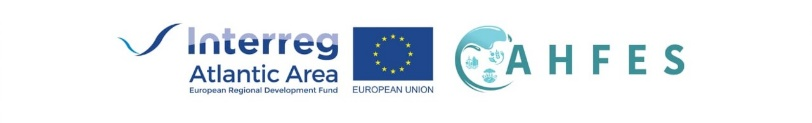 Interreg
Atlantic Area
European Regional Development Fund
EUROPEAN UNION
AHFES